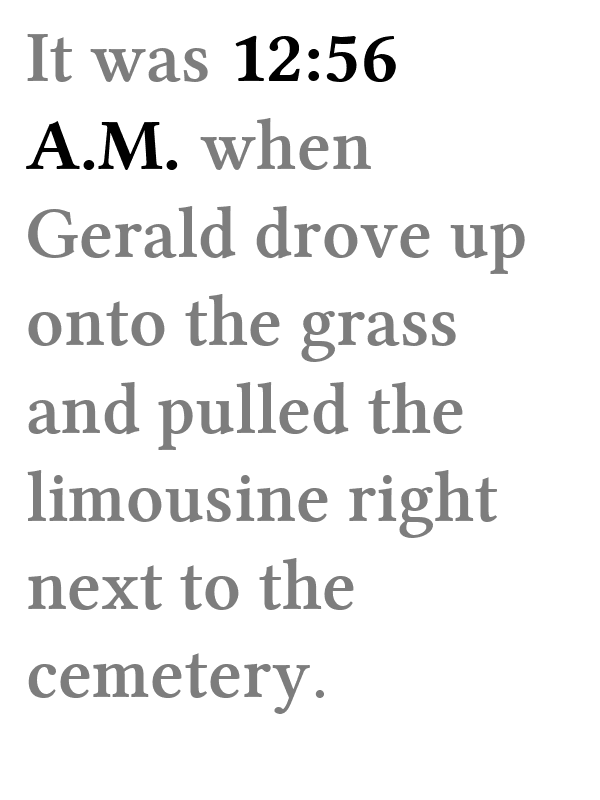 It was 12:56
A.M. when
Gerald drove up
onto the grass
and pulled the
limousine right
next to the
cemetery.